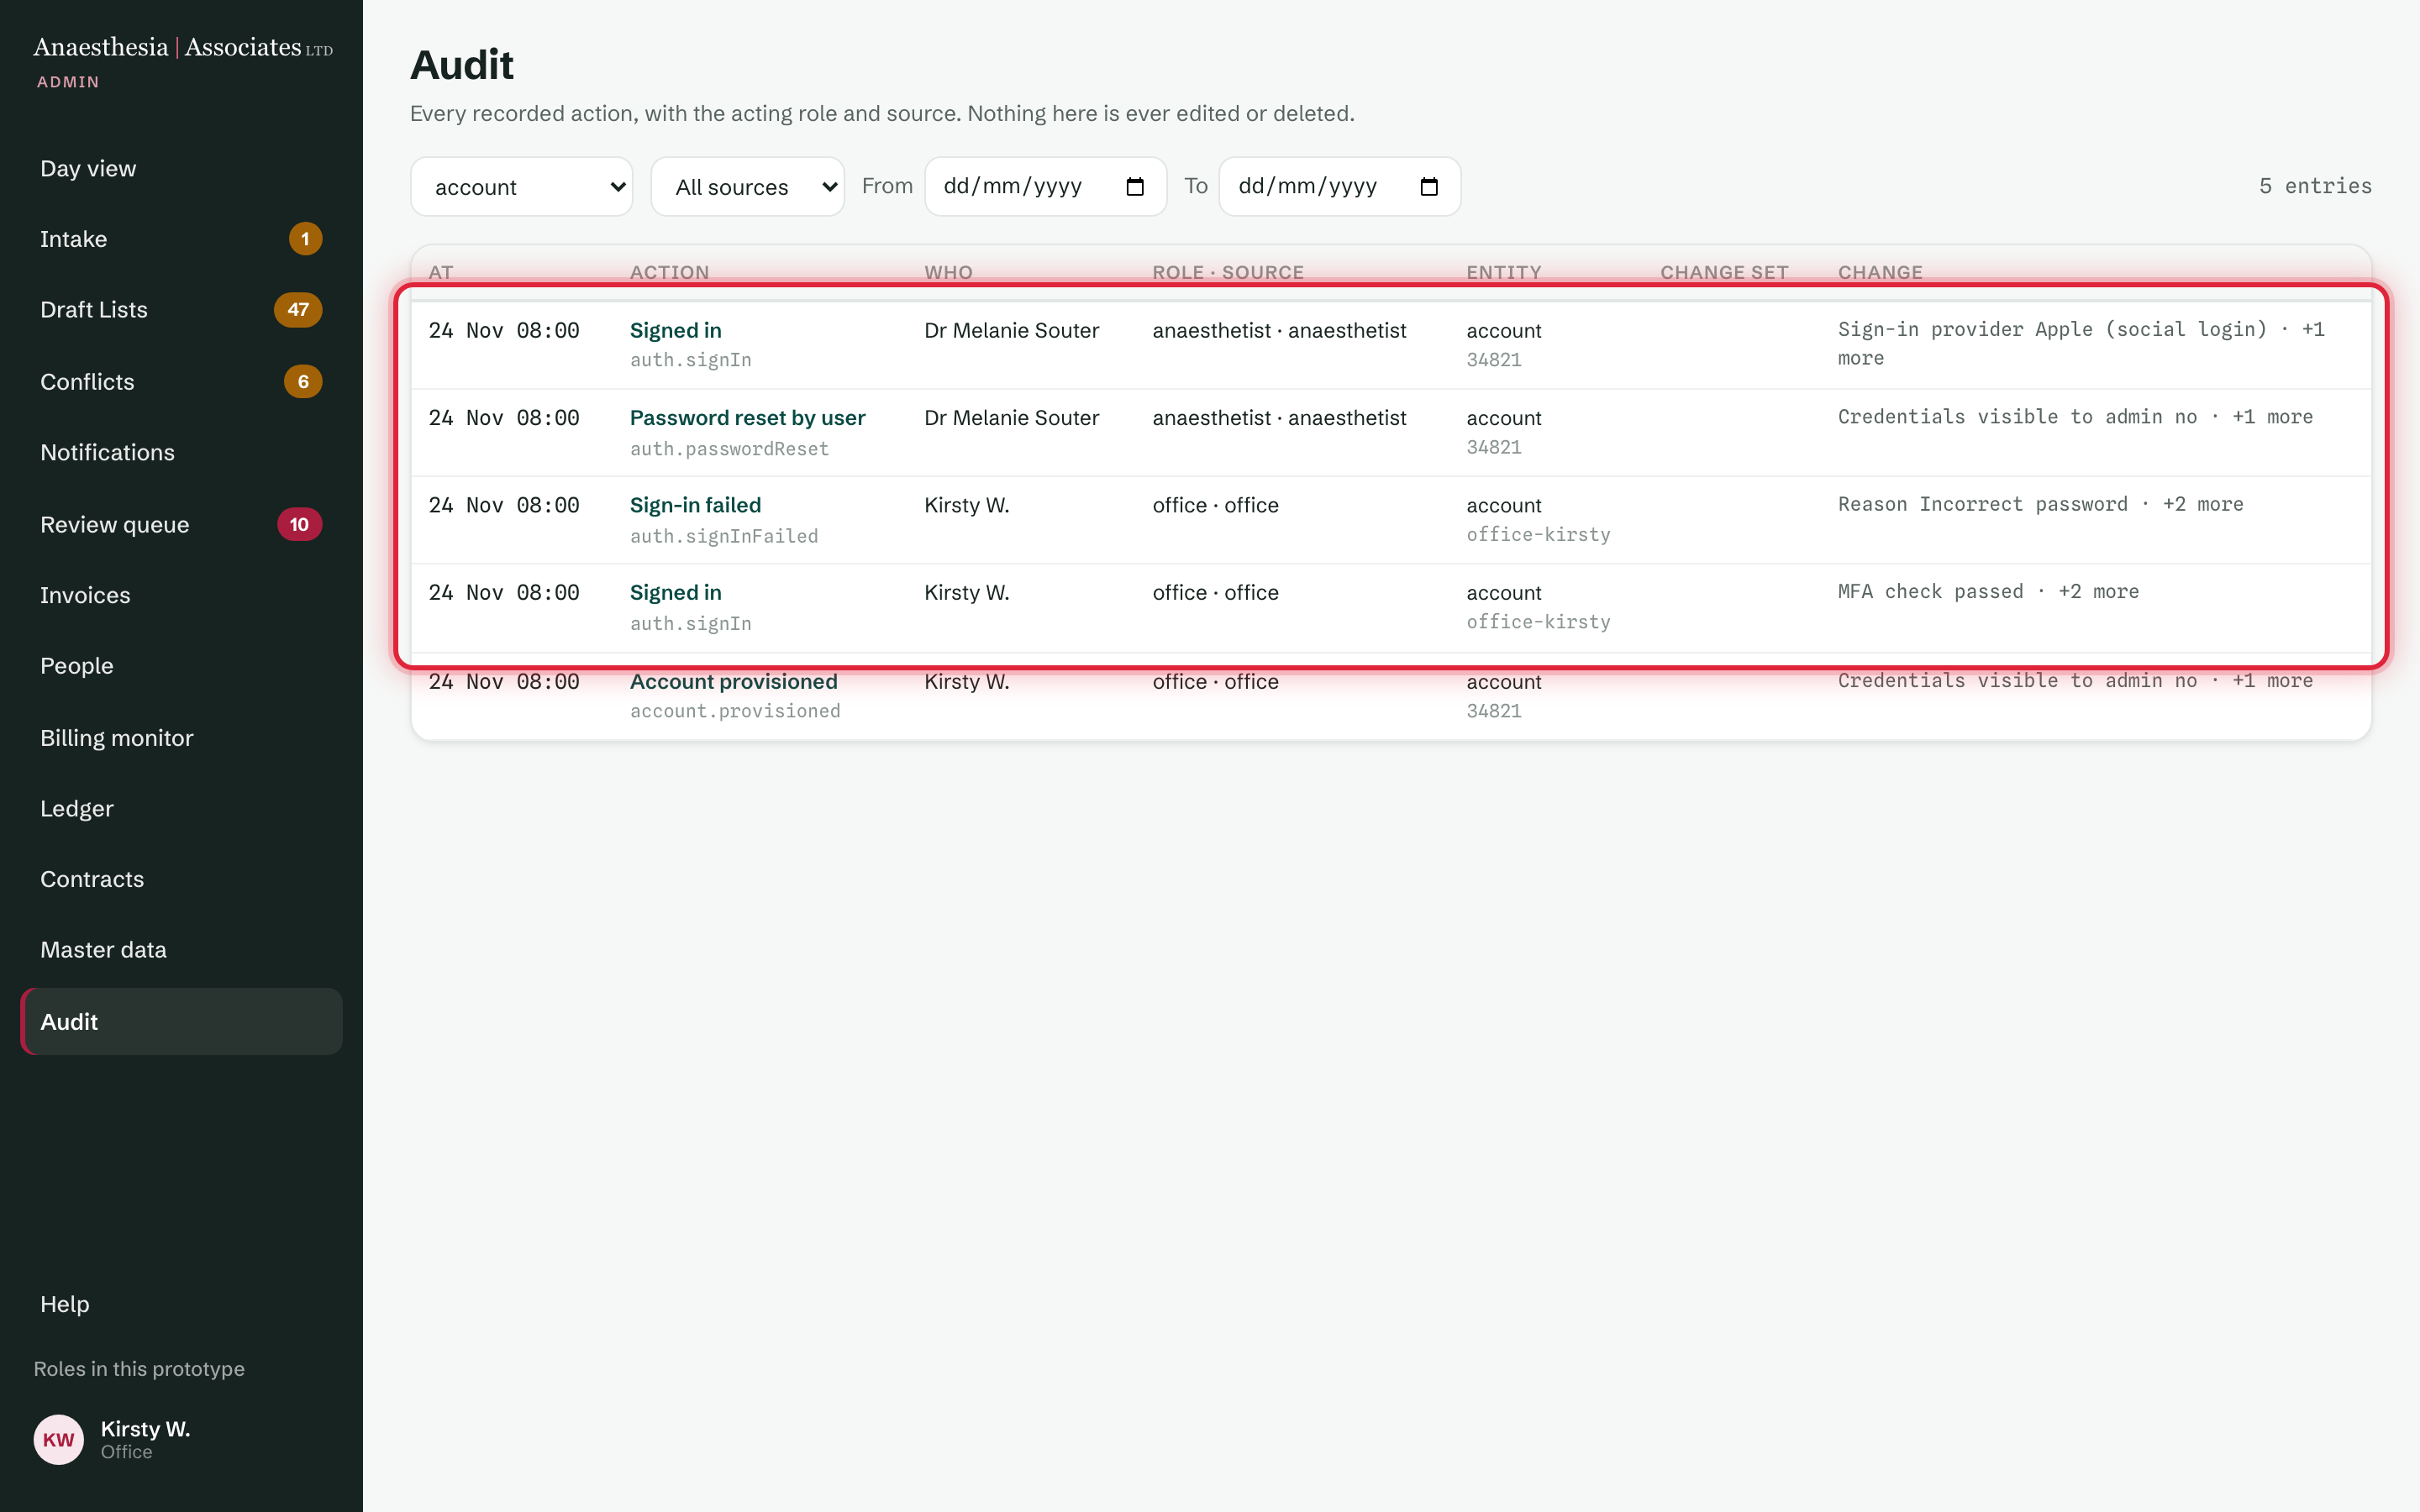 Anaesthesia | Associates LTD
ADMIN
Day view
Intake 1
Draft Lists 47
Conflicts 6
Notifications
Review queue 10
Invoices
People
Billing monitor
Ledger
Contracts
Master data
Audit
Help
Roles in this prototype
KW
Kirsty W.
Office
Audit
Every recorded action, with the acting role and source. Nothing here is ever edited or deleted.
account All sources From dd/mm/yyyy To dd/mm/yyyy 5 entries
AT ACTION WHO ROLE · SOURCE ENTITY CHANGE SET CHANGE
24 Nov 08:00 Signed in Dr Melanie Souter anaesthetist · anaesthetist account Sign-in provider Apple (social login) · +1
auth.signIn 34821 more
24 Nov 08:00 Password reset by user Dr Melanie Souter anaesthetist · anaesthetist account Credentials visible to admin no · +1 more
auth.passwordReset 34821
24 Nov 08:00 Sign-in failed Kirsty W. office · office account Reason Incorrect password · +2 more
auth.signInFailed office-kirsty
24 Nov 08:00 Signed in Kirsty W. office · office account MFA check passed · +2 more
auth.signIn office-kirsty
24 Nov 08:00 Account provisioned Kirsty W. office · office account Credentials visible to admin no · +1 more
account.provisioned 34821